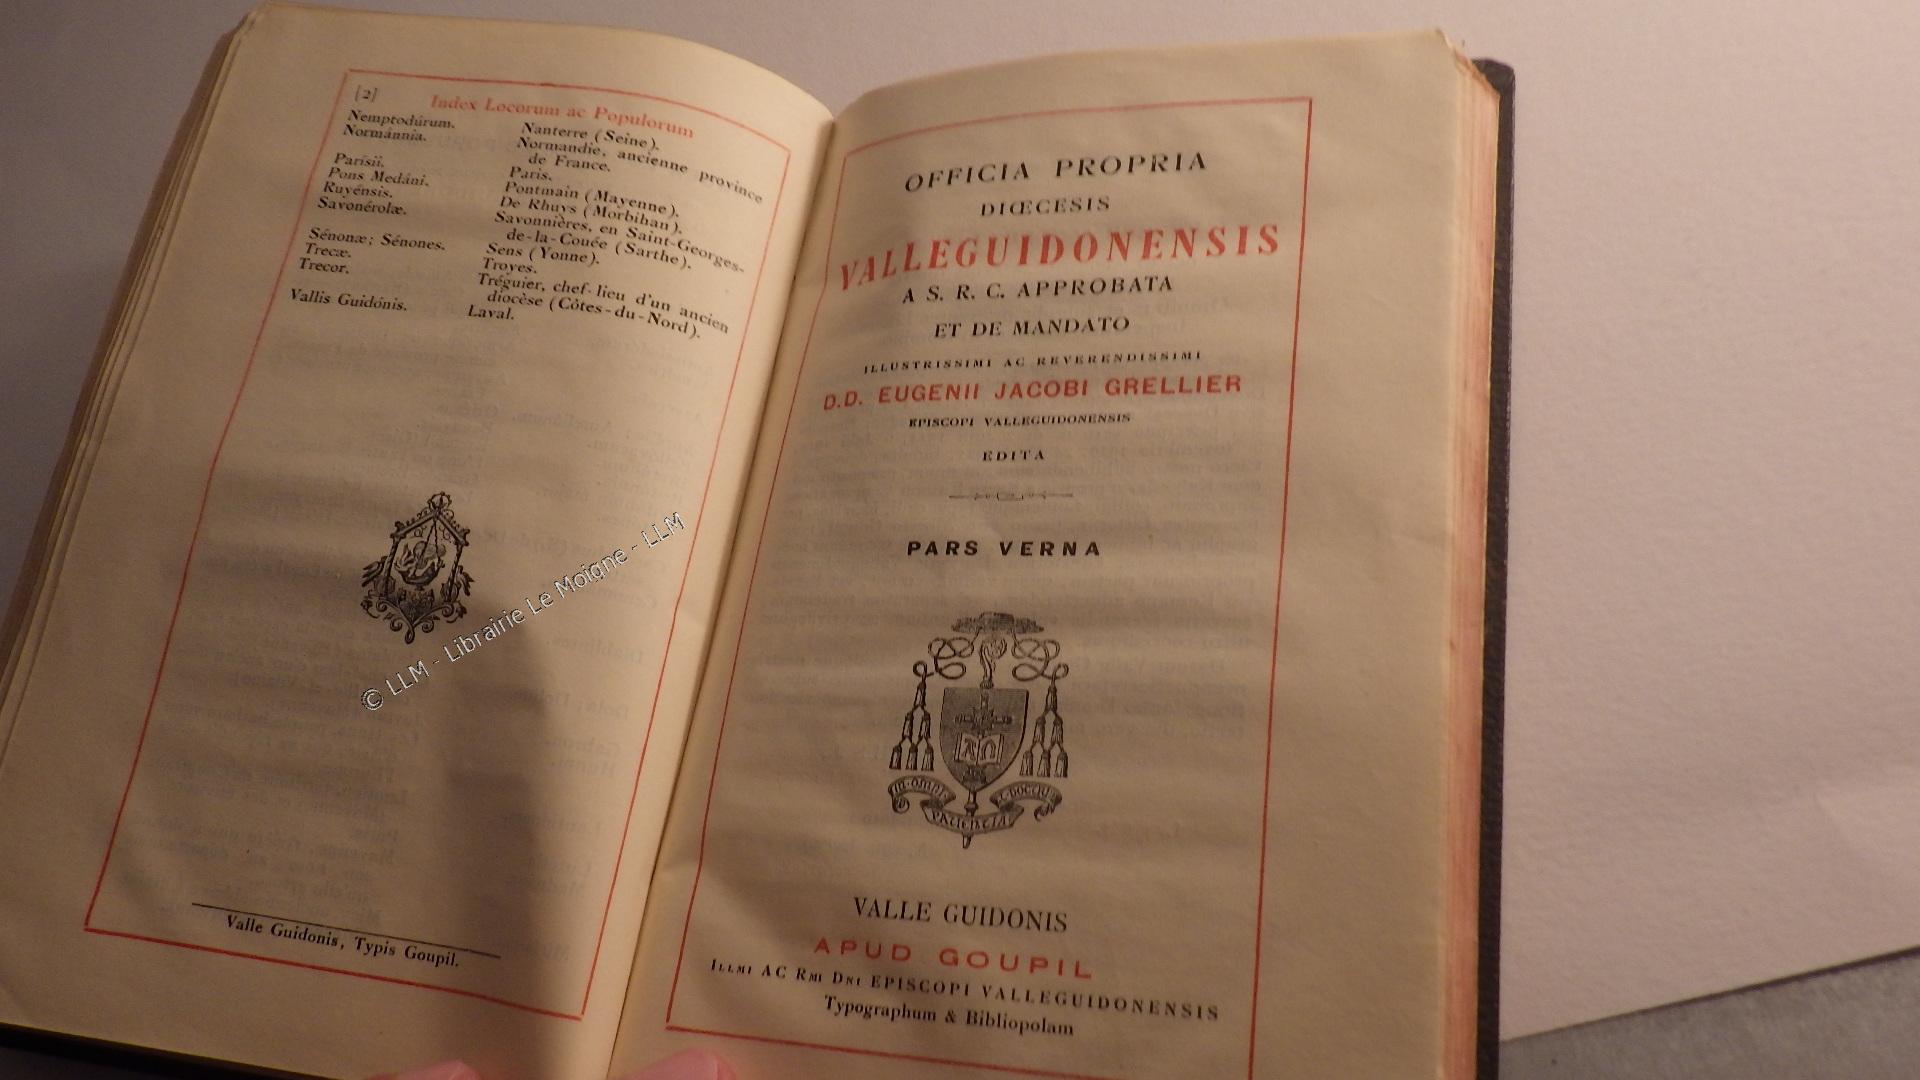 [2] Index Locorum ac Populorum
Nemptodúrum. Nanterre (Seine).
Normánnia. Normandie, ancienne province
de France.
Parísii. Paris.
Pons Medáni. Pontmain (Mayenne).
Ruyénsis. De Rhuys (Morbihan).
Savonérolæ. Savonnières, en Saint-Georges-
de-la-Couée (Sarthe).
Sénonæ; Sénones. Sens (Yonne).
Trecæ. Troyes.
Trecor. Tréguier, chef-lieu d'un ancien
diocèse (Côtes-du-Nord).
Vallis Guidónis. Laval.
© LLM - Librairie Le Moigne - LLM
Valle Guidonis, Typis Goupil.
OFFICIA PROPRIA
DIŒCESIS
VALLEGUIDONENSIS
A S. R. C. APPROBATA
ET DE MANDATO
ILLUSTRISSIMI AC REVERENDISSIMI
D.D. EUGENII JACOBI GRELLIER
EPISCOPI VALLEGUIDONENSIS
EDITA
PARS VERNA
IN OMNI
PATIENTIA
VALLE GUIDONIS
APUD GOUPIL
ILLMI AC RMI DNI EPISCOPI VALLEGUIDONENSIS
Typographum & Bibliopolam